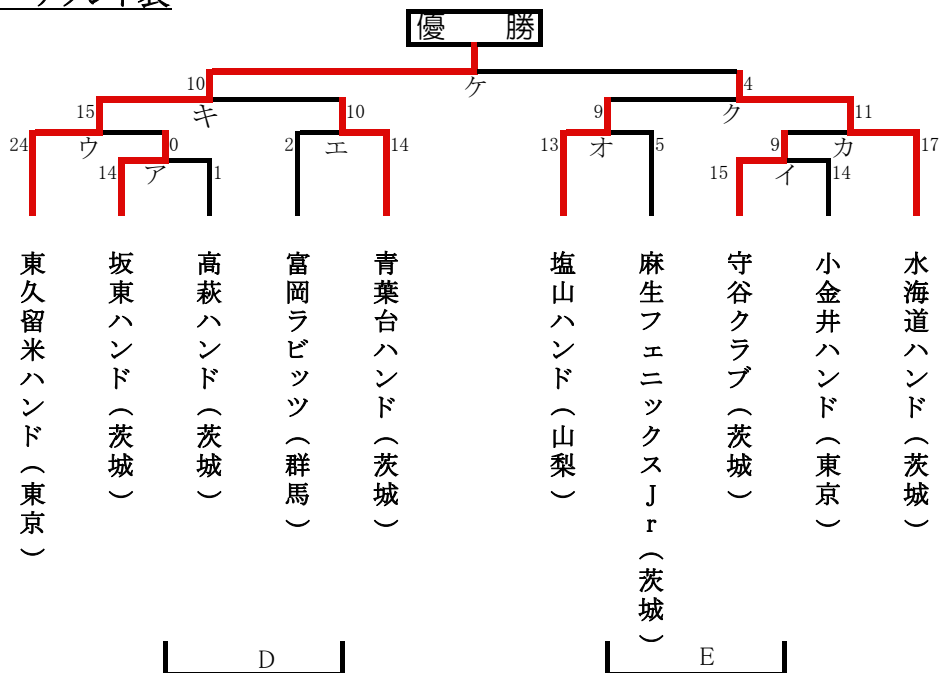 優　勝
10
ケ
4
15
キ
10
9
ク
11
24
ウ
0
2
エ
14
13
オ
5
9
カ
17
14
ア
1
15
イ
14
東久留米ハンド（東京）
坂東ハンド（茨城）
高萩ハンド（茨城）
富岡ラビッツ（群馬）
青葉台ハンド（茨城）
塩山ハンド（山梨）
麻生フェニックスJr（茨城）
守谷クラブ（茨城）
小金井ハンド（東京）
水海道ハンド（茨城）
D
E